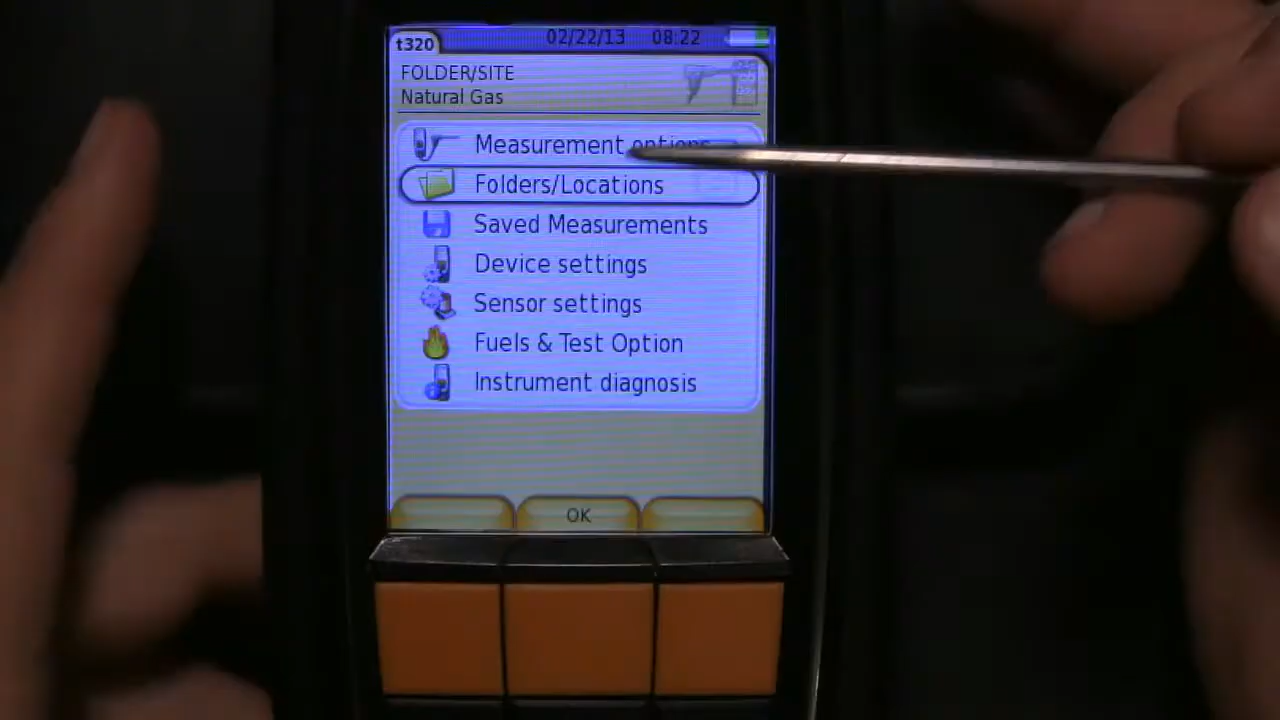 t320 02/22/13 08:22
FOLDER/SITE
Natural Gas
Measurement options
Folders/Locations
Saved Measurements
Device settings
Sensor settings
Fuels & Test Option
Instrument diagnosis
OK